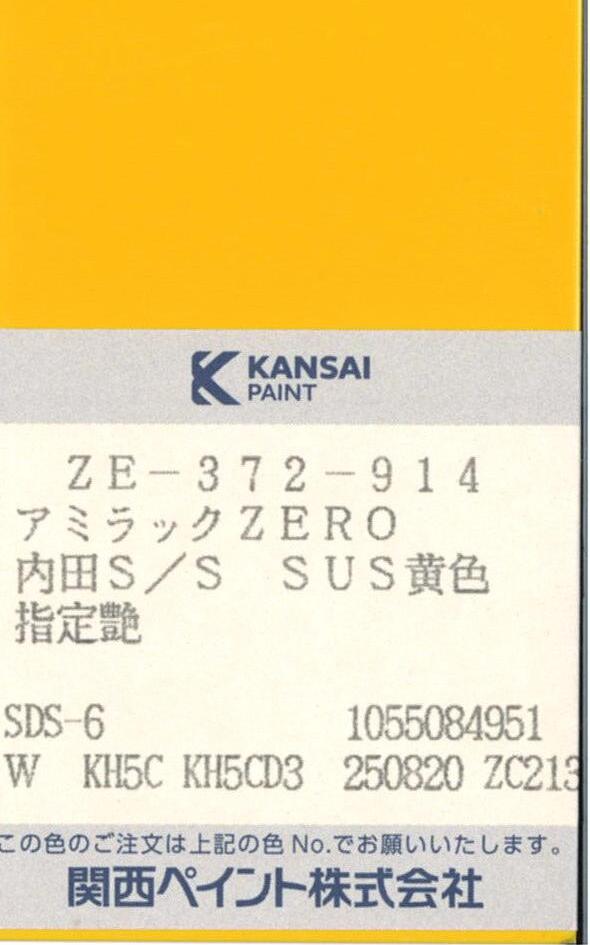 KANSAI
PAINT
ZE-372-914
アミラックZERO
内田S/S SUS黄色
指定艶
SDS-6 1055084951
W KH5C KH5CD3 250820 ZC213
この色のご注文は上記の色No.でお願いいたします。
関西ペイント株式会社